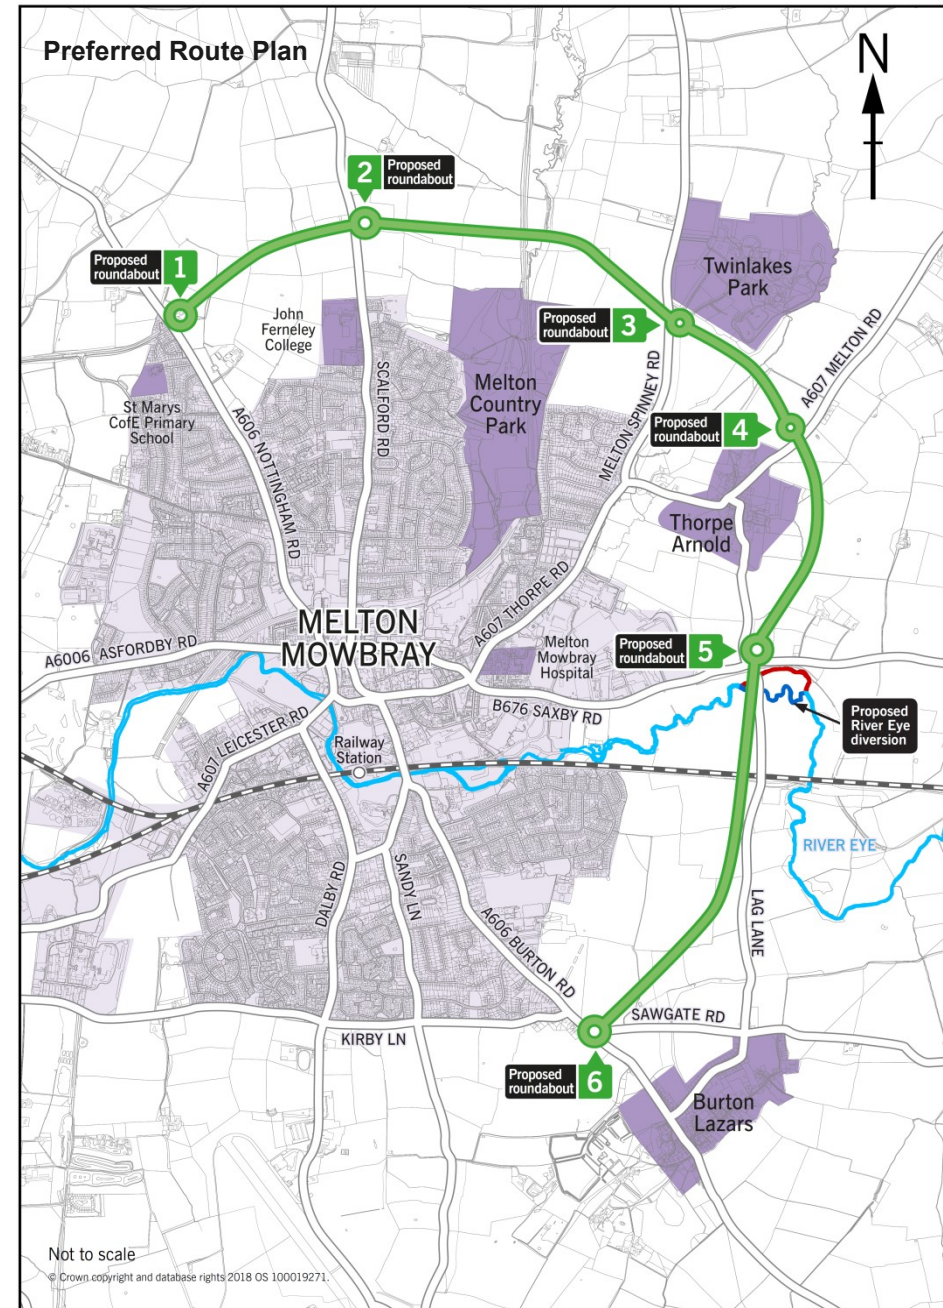 Preferred Route Plan
N
2
Proposed
roundabout
Proposed
roundabout
1
Twinlakes
Park
John
Ferneley
College
Proposed
roundabout
3
A607 MELTON RD
St Marys
CofE Primary
School
A606 NOTTINGHAM RD
SCALFORD RD
Melton
Country
Park
MELTON SPINNEY RD
Proposed
roundabout
4
Thorpe
Arnold
A607 THORPE RD
MELTON
MOWBRAY
A6006 ASFORDBY RD
Melton
Mowbray
Hospital
Proposed
roundabout
5
B676 SAXBY RD
Proposed
River Eye
diversion
A607 LEICESTER RD
Railway
Station
RIVER EYE
DALBY RD
SANDY LN
A606 BURTON RD
LAG LANE
KIRBY LN
SAWGATE RD
Proposed
roundabout
6
Burton
Lazars
Not to scale
© Crown copyright and database rights 2018 OS 100019271.